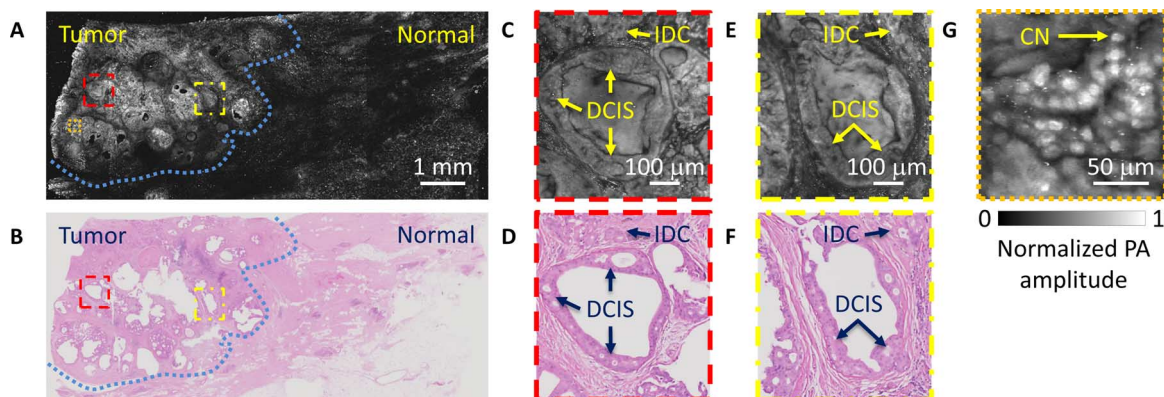 A Tumor Normal
1 mm
B Tumor Normal
C IDC
DCIS
100 μm
D IDC
DCIS
E IDC
DCIS
100 μm
F IDC
DCIS
G CN
50 μm
0 1
Normalized PA
amplitude